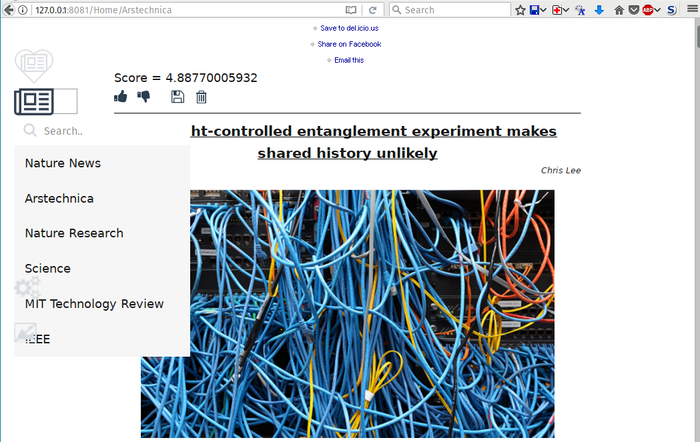 127.0.0.1:8081/Home/Arstechnica
Search
ABP
Save to del.icio.us
Share on Facebook
Email this
Score = 4.88770005932
Search..
ht-controlled entanglement experiment makes
shared history unlikely
Chris Lee
Nature News
Arstechnica
Nature Research
Science
MIT Technology Review
IEEE